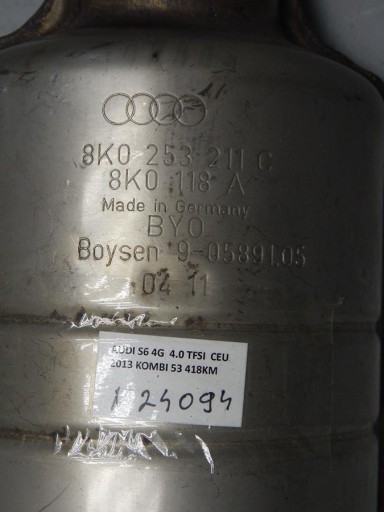 8K0 253 211 C
8K0 118 A
Made in Germany
BYO
Boysen 9-0589105
04 11
AUDI S6 4G 4.0 TFSI CEU
2013 KOMBI 53 418KM
24094